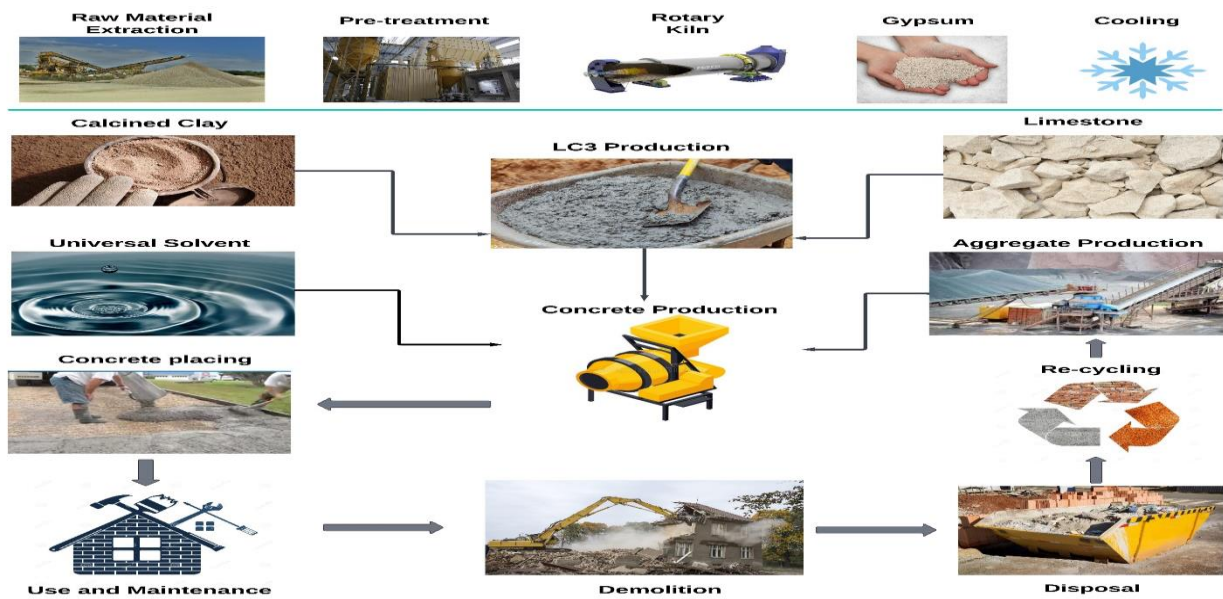 Raw Material
Extraction
Pre-treatment
Rotary
Kiln
Gypsum
Cooling
Calcined Clay
LC3 Production
Limestone
Universal Solvent
Aggregate Production
Concrete Production
Concrete placing
Re-cycling
Use and Maintenance
Demolition
Disposal